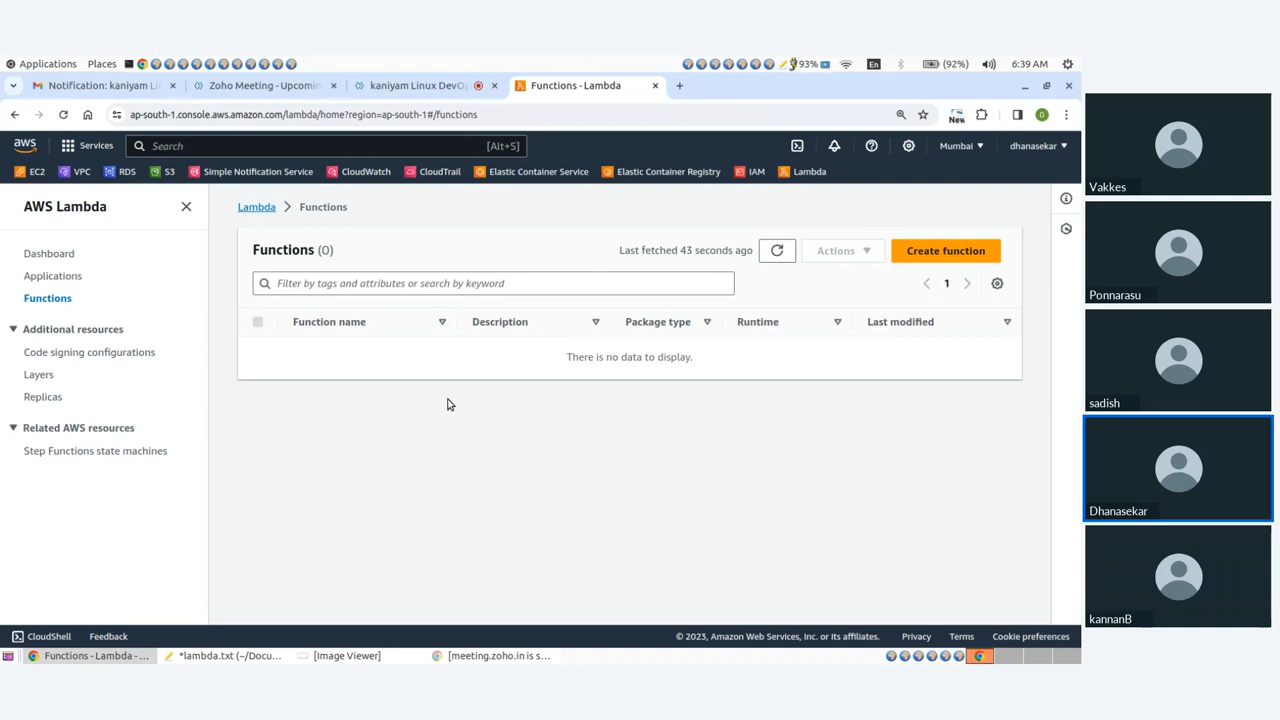 Applications Places 93% En (92%) 6:39 AM
Notification: kaniyam Li Zoho Meeting - Upcomin kaniyam Linux DevO Functions - Lambda
ap-south-1.console.aws.amazon.com/lambda/home?region=ap-south-1#/functions New D
aws Services Search [Alt+S] Mumbai dhanasekar
EC2 VPC RDS S3 Simple Notification Service CloudWatch CloudTrail Elastic Container Service Elastic Container Registry IAM Lambda
AWS Lambda
Dashboard
Applications
Functions
Additional resources
Code signing configurations
Layers
Replicas
Related AWS resources
Step Functions state machines
Lambda Functions
Functions (0) Last fetched 43 seconds ago Actions Create function
Filter by tags and attributes or search by keyword 1
Function name Description Package type Runtime Last modified
There is no data to display.
CloudShell Feedback © 2023, Amazon Web Services, Inc. or its affiliates. Privacy Terms Cookie preferences
Functions - Lambda - ... *lambda.txt (~/Docu... [Image Viewer] [meeting.zoho.in is s...
Vakkes
Ponnarasu
sadish
Dhanasekar
kannanB